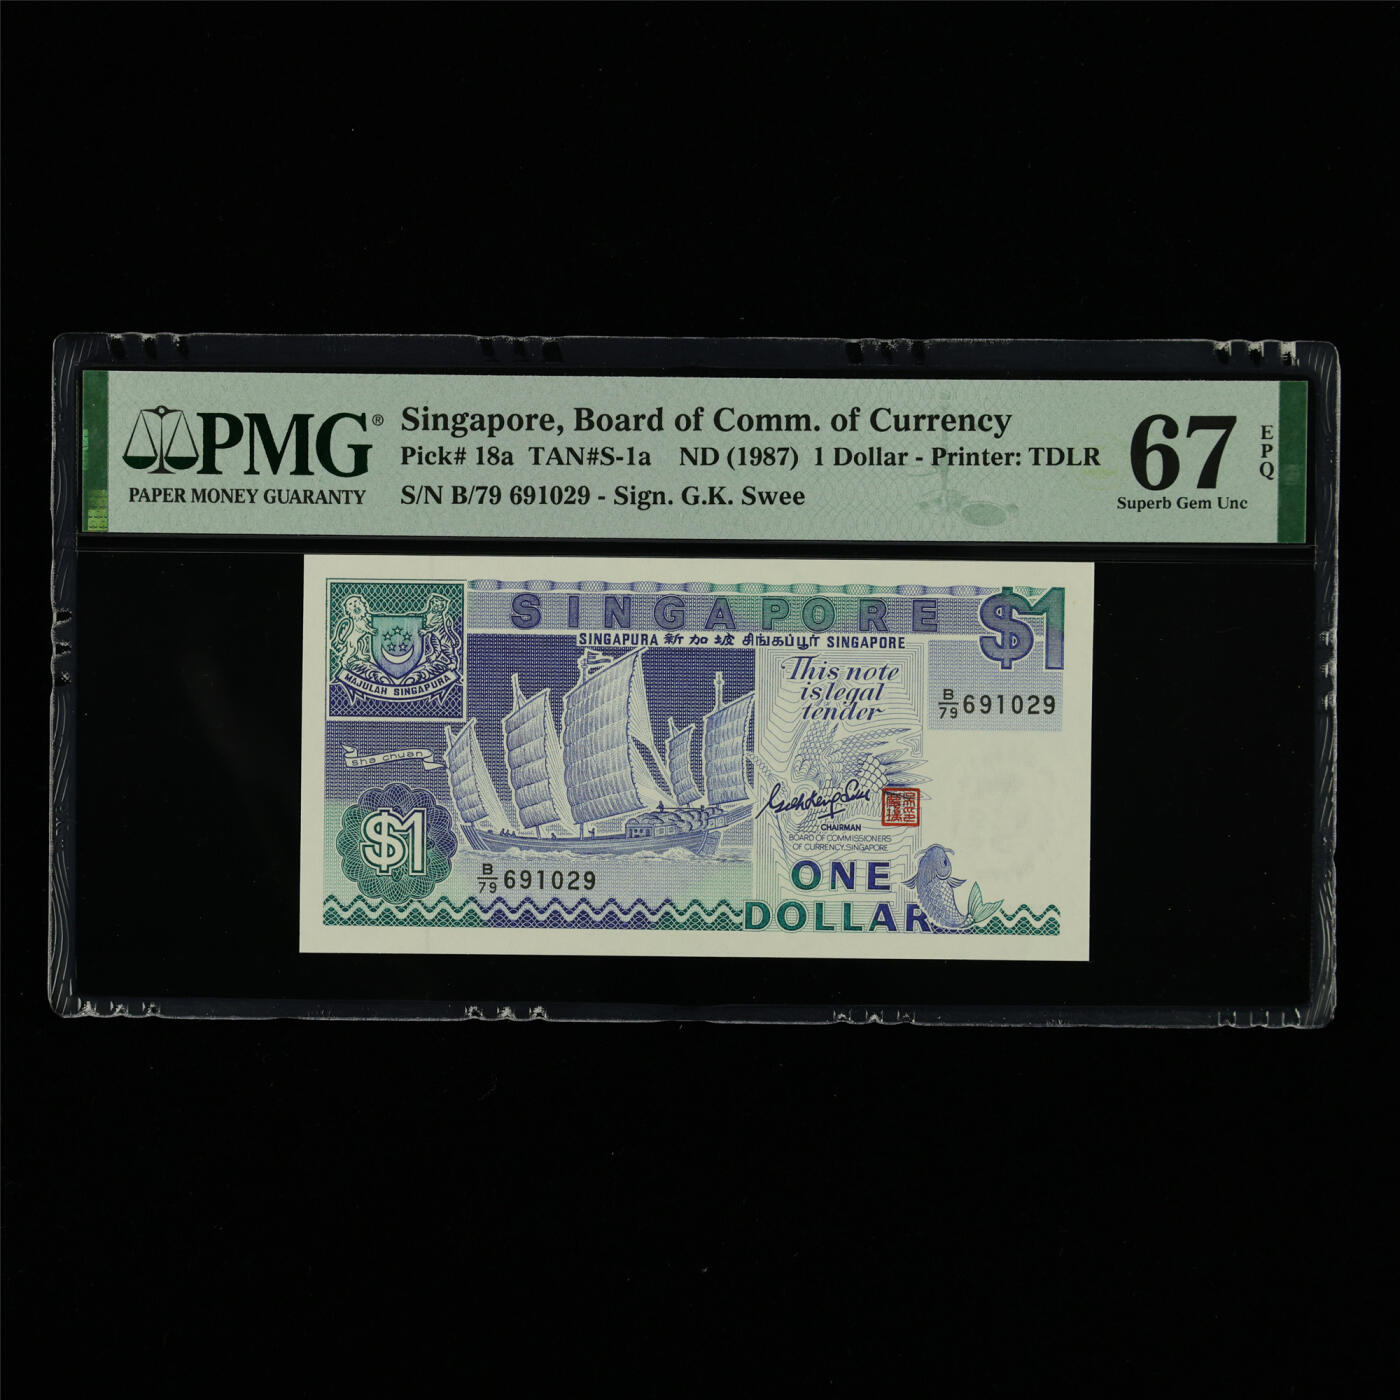 PMG®
PAPER MONEY GUARANTY
Singapore, Board of Comm. of Currency
Pick# 18a TAN#S-1a ND (1987) 1 Dollar - Printer: TDLR
S/N B/79 691029 - Sign. G.K. Swee
67
EPQ
Superb Gem Unc
SINGAPORE
$1
SINGAPURA 新加坡 சிங்கப்பூர் SINGAPORE
MAJULAH SINGAPURA
This note
is legal
tender
B/79 691029
sha chuan
$1
CHAIRMAN
BOARD OF COMMISSIONERS
OF CURRENCY, SINGAPORE
B/79 691029
ONE
DOLLAR